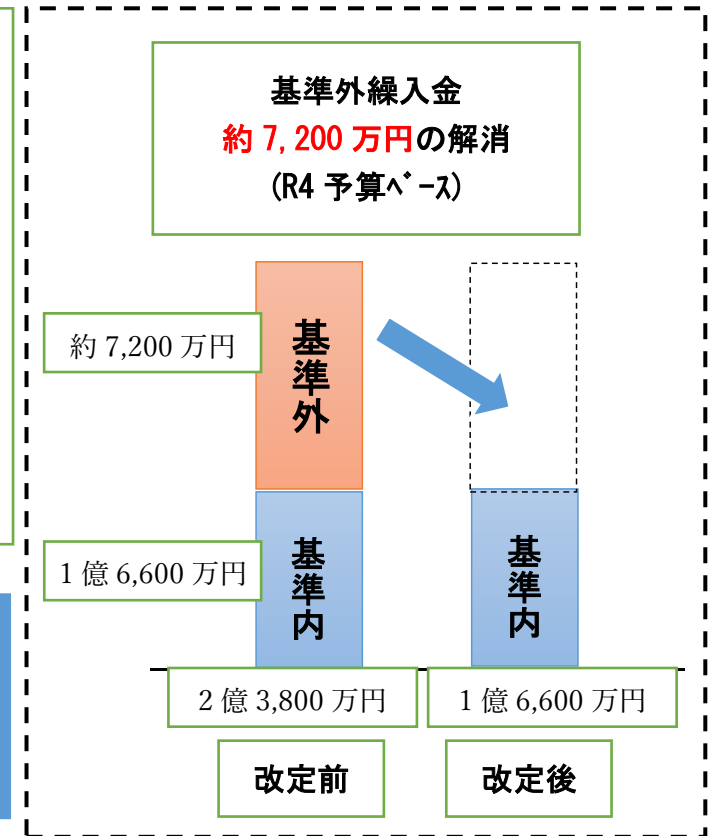 基準外繰入金
約 7,200 万円の解消
(R4 予算ﾍﾞｰｽ)
約 7,200 万円
基準外
1 億 6,600 万円
基準内
基準内
2 億 3,800 万円
1 億 6,600 万円
改定前
改定後